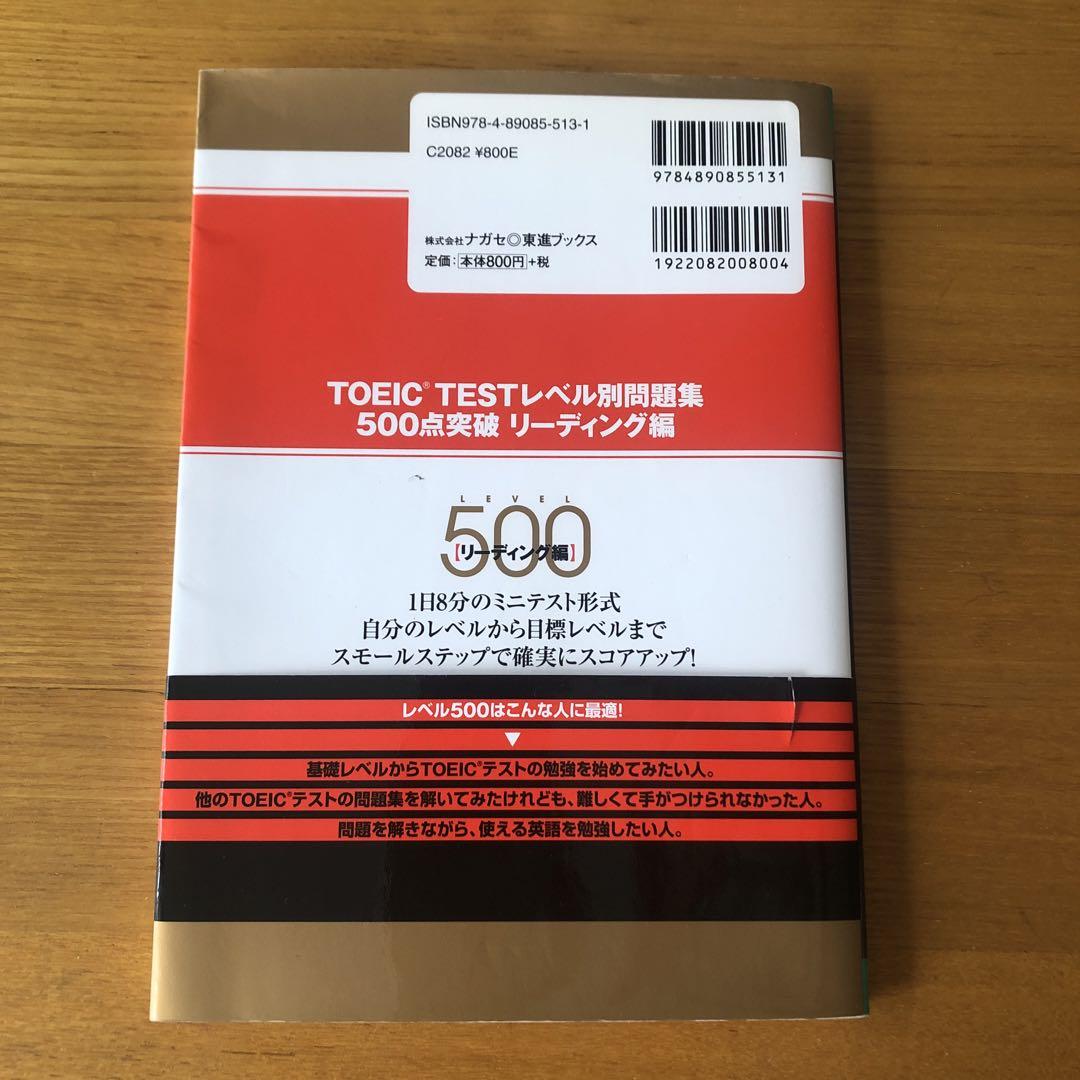 ISBN978-4-89085-513-1
C2082 ¥800E
9784890855131
株式会社ナガセ◎東進ブックス
定価:本体800円+税
1922082008004
TOEIC® TESTレベル別問題集
500点突破 リーディング編
LEVEL
500
【リーディング編】
1日8分のミニテスト形式
自分のレベルから目標レベルまで
スモールステップで確実にスコアアップ!
レベル500はこんな人に最適!
▼
基礎レベルからTOEIC®テストの勉強を始めてみたい人。
他のTOEIC®テストの問題集を解いてみたけれども、難しくて手がつけられなかった人。
問題を解きながら、使える英語を勉強したい人。